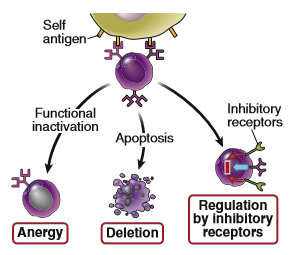 Self
antigen
Functional
inactivation
Apoptosis
Inhibitory
receptors
Anergy
Deletion
Regulation
by inhibitory
receptors